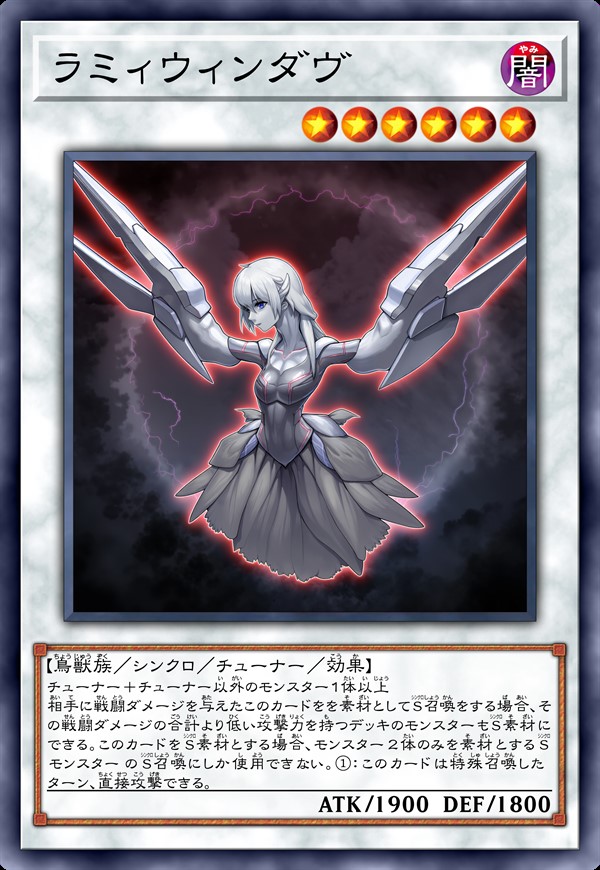 ラミィウィンダヴ
闇
【鳥獣族／シンクロ／チューナー／効果】
チューナー＋チューナー以外のモンスター１体以上
相手に戦闘ダメージを与えたこのカードをを素材としてＳ召喚をする場合、そ
の戦闘ダメージの合計より低い攻撃力を持つデッキのモンスターもＳ素材に
できる。このカードをＳ素材とする場合、モンスター２体のみを素材とするＳ
モンスター のＳ召喚にしか使用できない。①：このカードは特殊召喚した
ターン、直接攻撃できる。
ATK/1900 DEF/1800